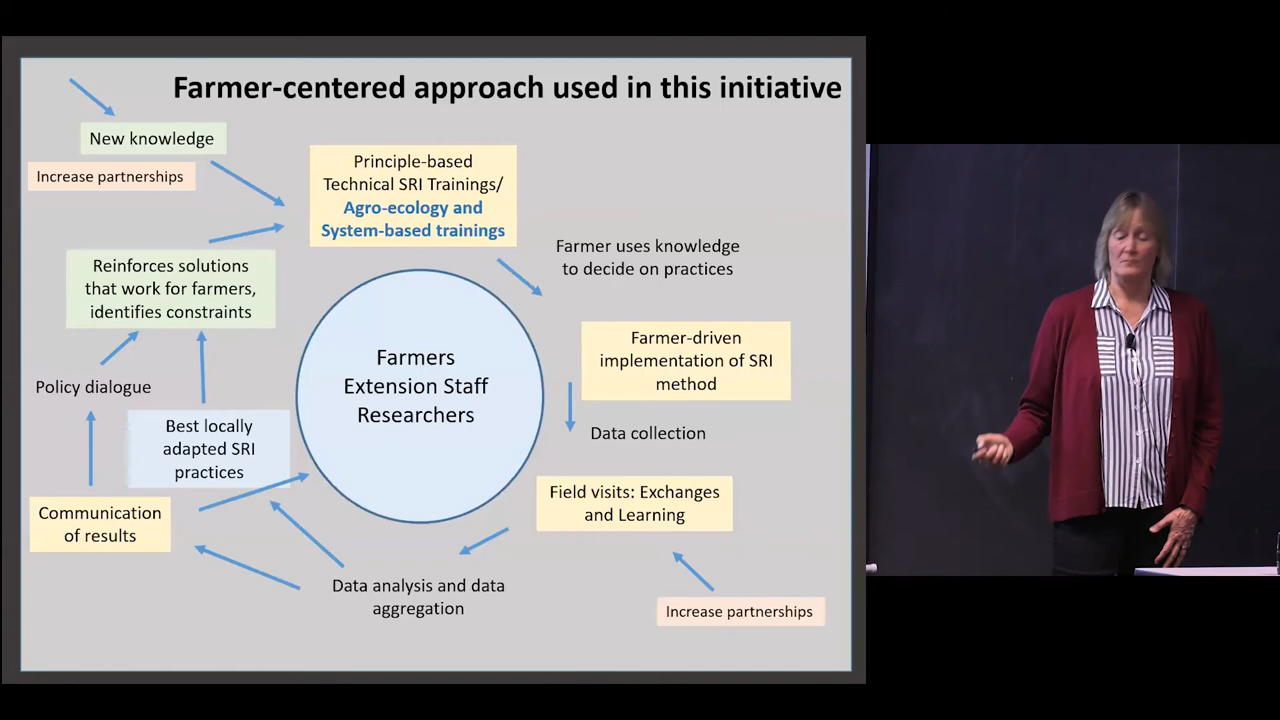 Farmer-centered approach used in this initiative
New knowledge
Increase partnerships
Principle-based
Technical SRI Trainings/
Agro-ecology and
System-based trainings
Farmer uses knowledge
to decide on practices
Reinforces solutions
that work for farmers,
identifies constraints
Farmers
Extension Staff
Researchers
Farmer-driven
implementation of SRI
method
Policy dialogue
Best locally
adapted SRI
practices
Data collection
Field visits: Exchanges
and Learning
Communication
of results
Data analysis and data
aggregation
Increase partnerships